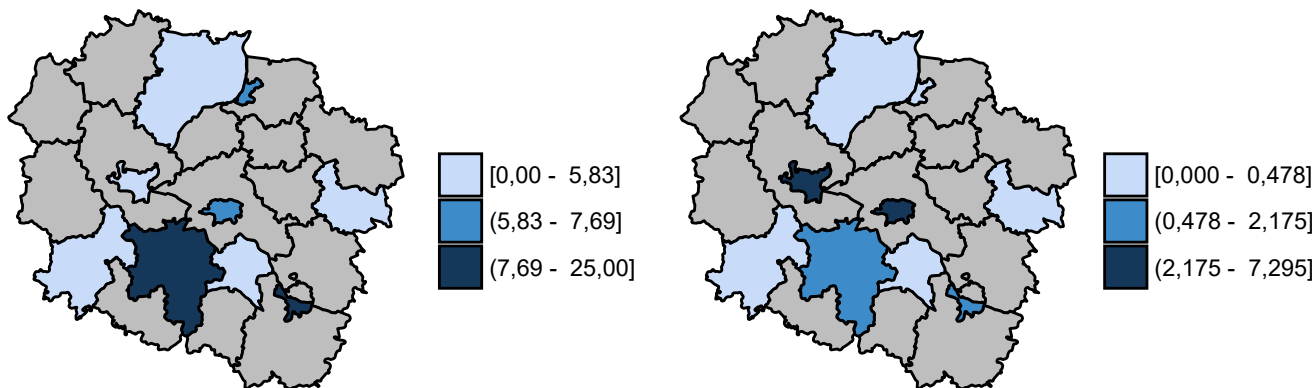 [0,00 - 5,83]
(5,83 - 7,69]
(7,69 - 25,00]
[0,000 - 0,478]
(0,478 - 2,175]
(2,175 - 7,295]